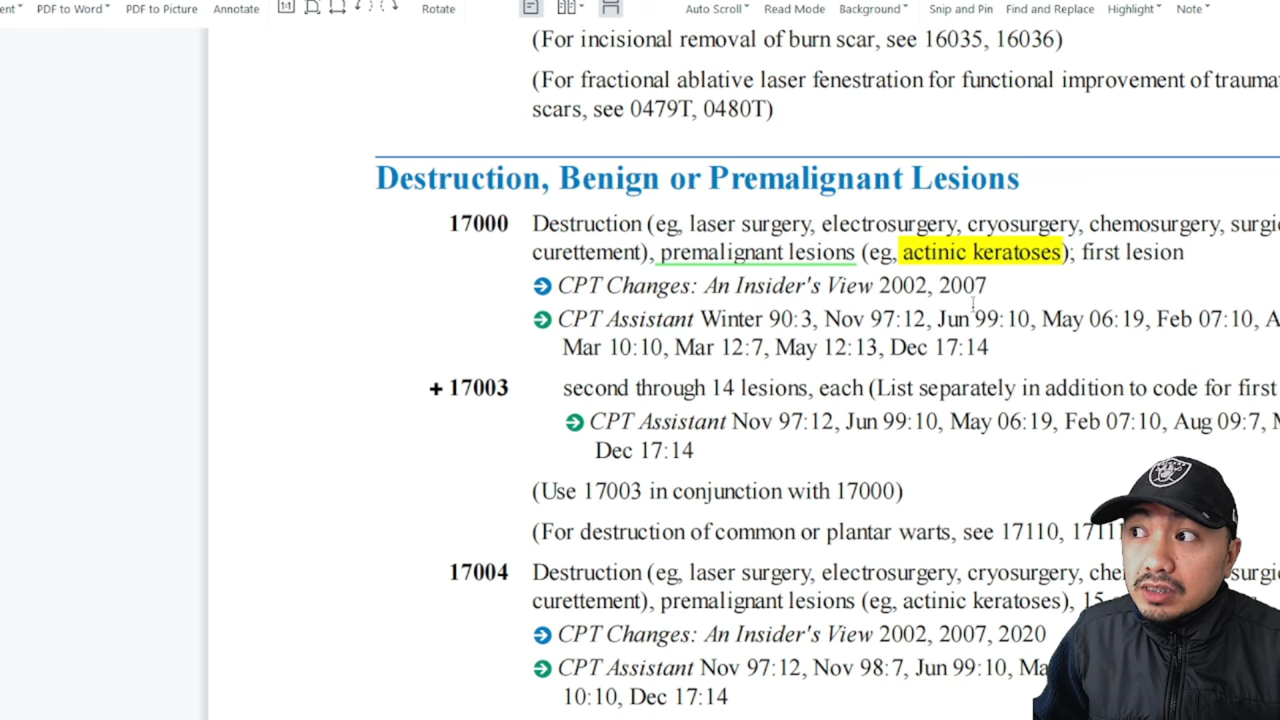 PDF to Word PDF to Picture Annotate Rotate Auto Scroll Read Mode Background Snip and Pin Find and Replace Highlight Note
(For incisional removal of burn scar, see 16035, 16036)
(For fractional ablative laser fenestration for functional improvement of
scars, see 0479T, 0480T)
Destruction, Benign or Premalignant Lesions
17000 Destruction (eg, laser surgery, electrosurgery, cryosurgery, chemosurgery,
curettement), premalignant lesions (eg, actinic keratoses); first lesion
CPT Changes: An Insider's View 2002, 2007
CPT Assistant Winter 90:3, Nov 97:12, Jun 99:10, May 06:19, Feb 07:10,
Mar 10:10, Mar 12:7, May 12:13, Dec 17:14
+ 17003 second through 14 lesions, each (List separately in addition to code for first
CPT Assistant Nov 97:12, Jun 99:10, May 06:19, Feb 07:10, Aug 09:7,
Dec 17:14
(Use 17003 in conjunction with 17000)
(For destruction of common or plantar warts, see 17110,
17004 Destruction (eg, laser surgery, electrosurgery, cryosurgery,
curettement), premalignant lesions (eg, actinic keratoses),
CPT Changes: An Insider's View 2002, 2007, 2020
CPT Assistant Nov 97:12, Nov 98:7, Jun 99:10,
10:10, Dec 17:14